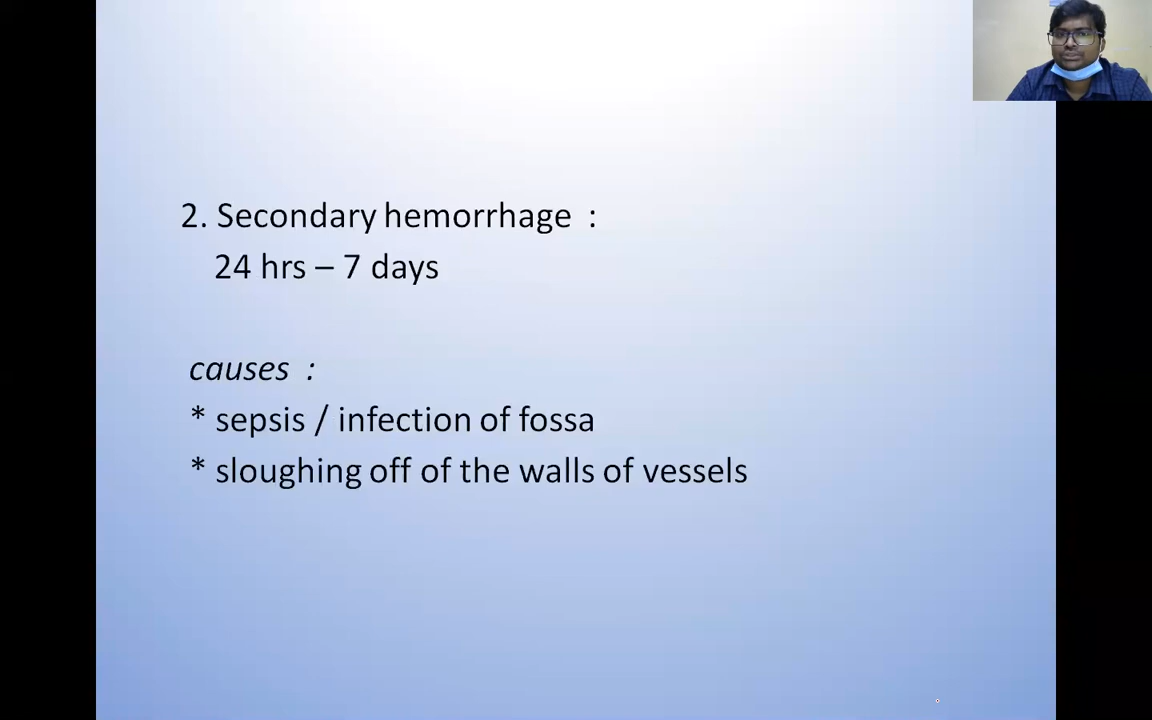 2. Secondary hemorrhage :
24 hrs – 7 days
causes :
* sepsis / infection of fossa
* sloughing off of the walls of vessels